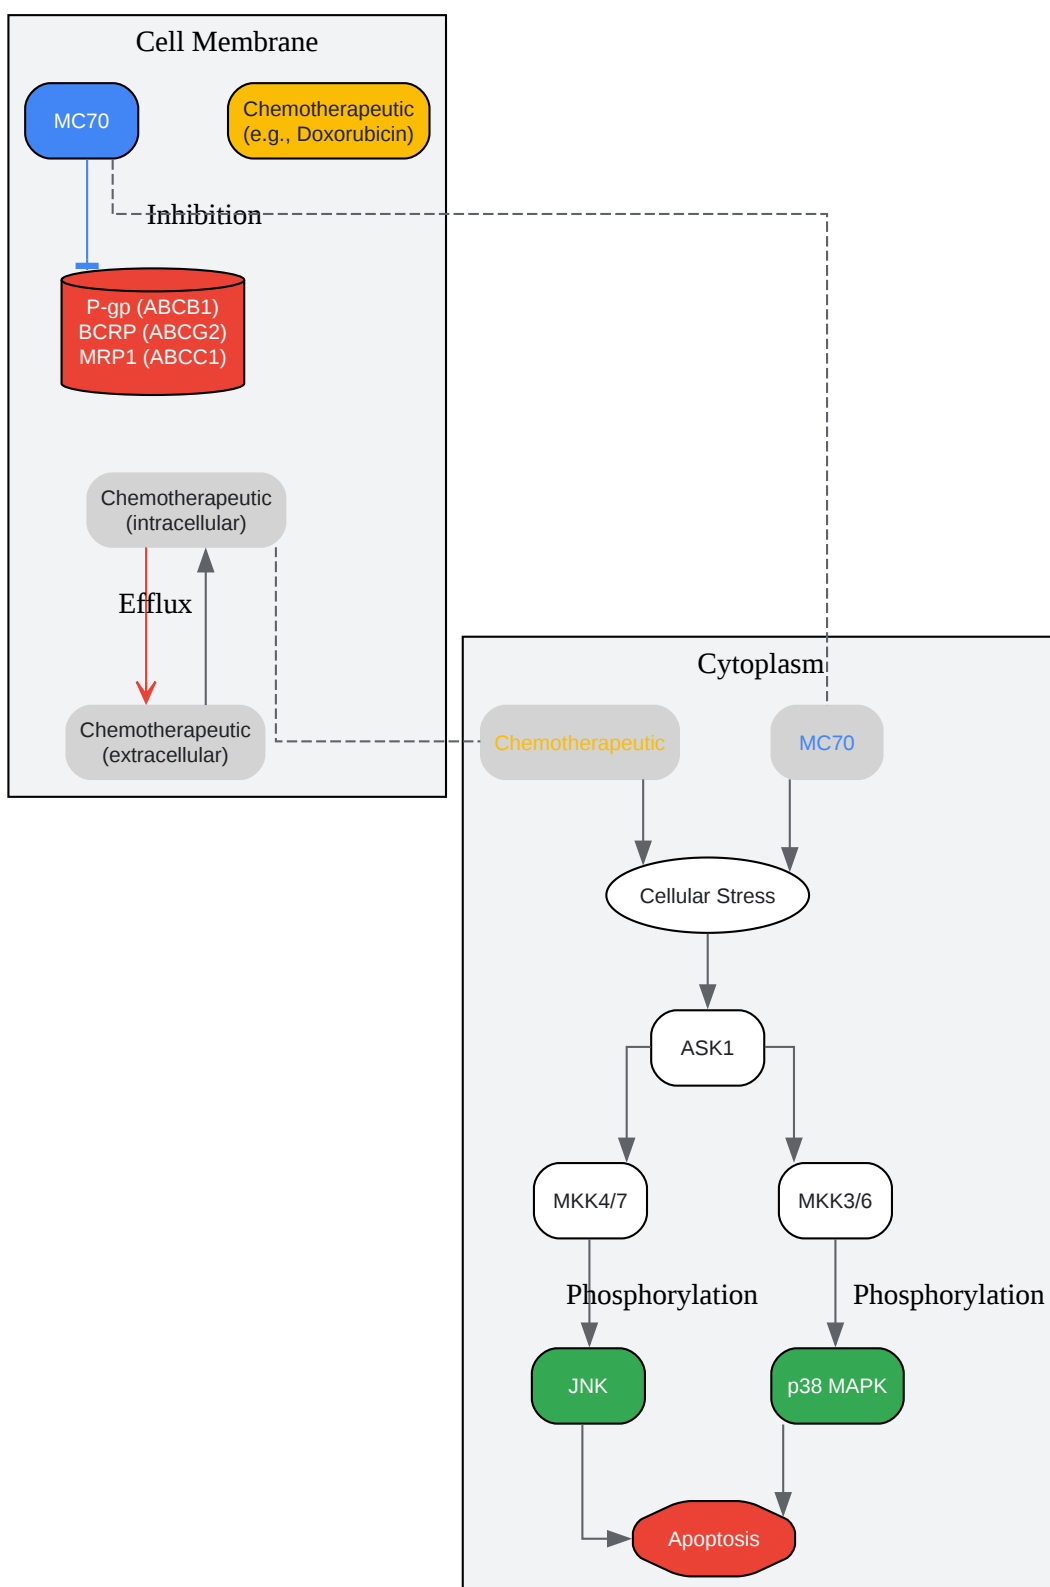 Cell Membrane
MC70
Chemotherapeutic
(e.g., Doxorubicin)
Inhibition
P-gp (ABCB1)
BCRP (ABCG2)
MRP1 (ABCC1)
Chemotherapeutic
(intracellular)
Efflux
Chemotherapeutic
(extracellular)
Cytoplasm
Chemotherapeutic
MC70
Cellular Stress
ASK1
MKK4/7
MKK3/6
Phosphorylation
Phosphorylation
JNK
p38 MAPK
Apoptosis